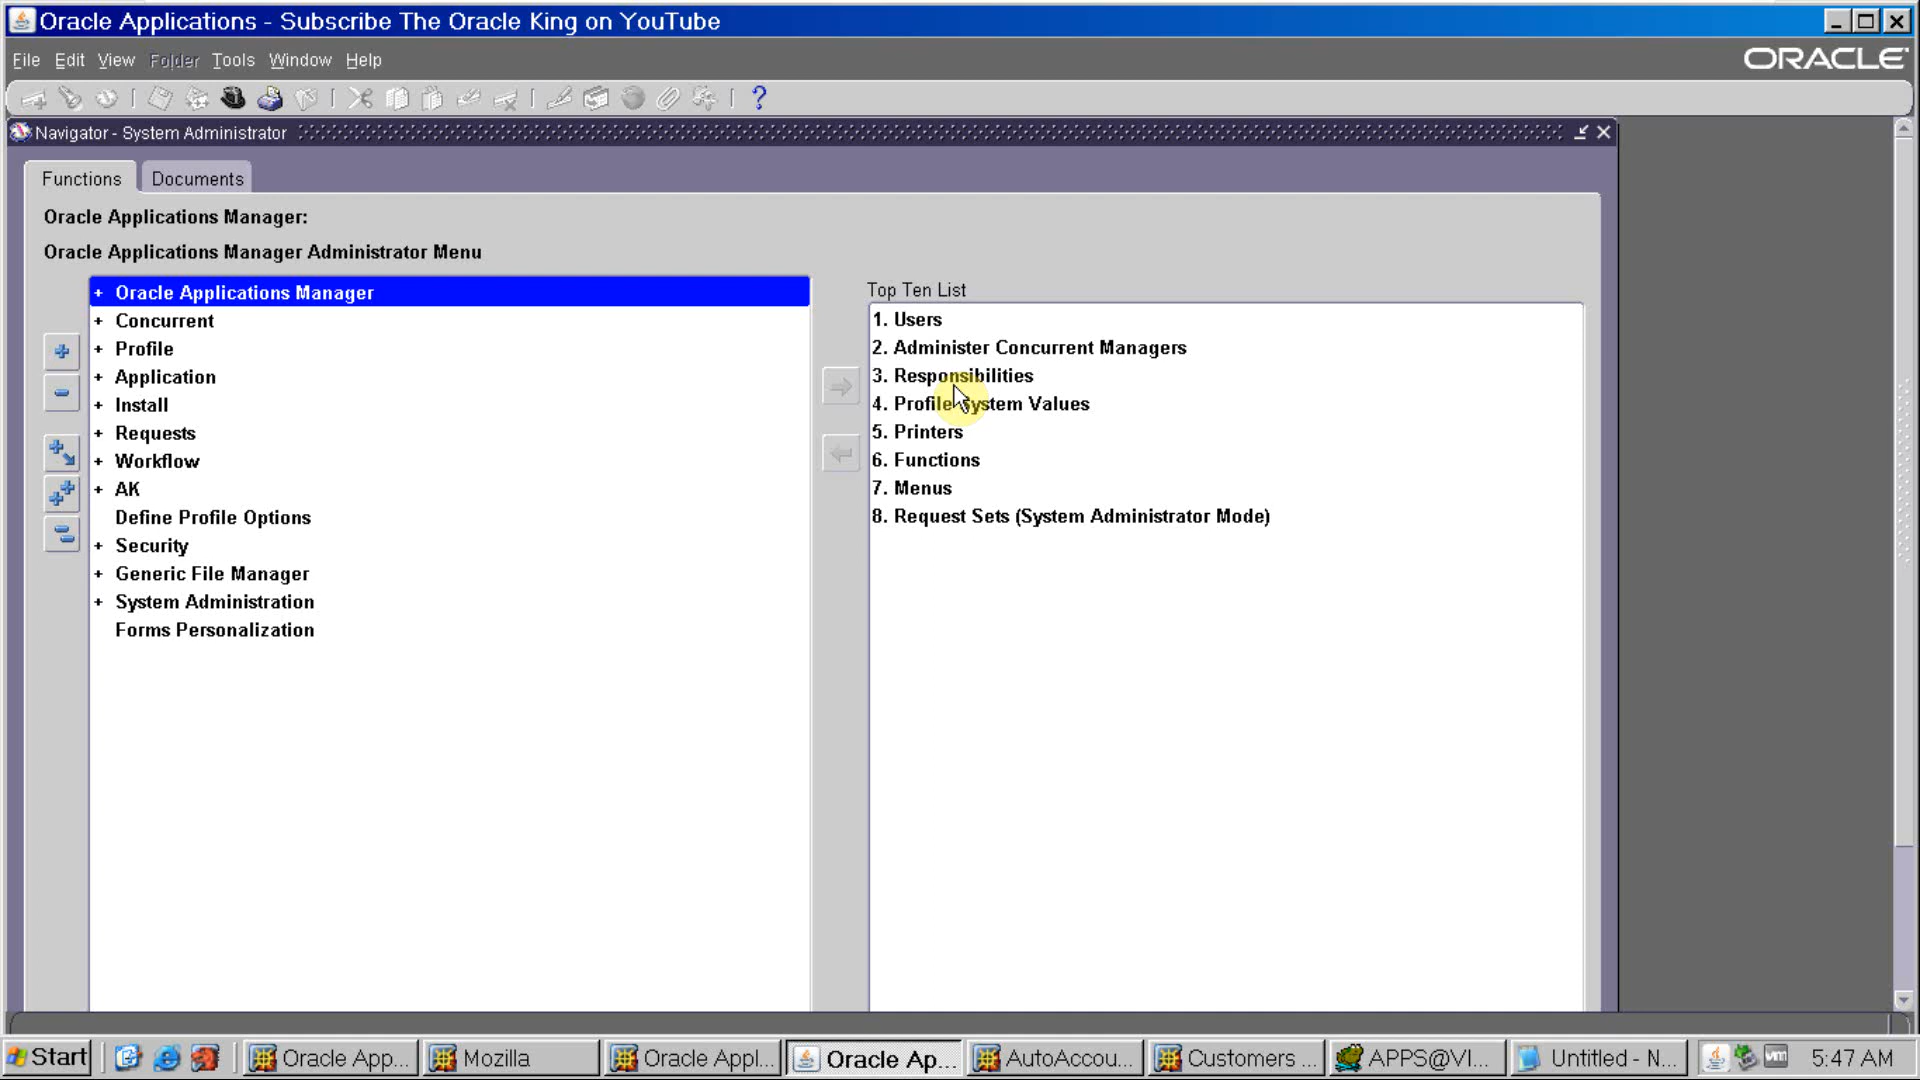 Oracle Applications - Subscribe The Oracle King on YouTube
File Edit View Folder Tools Window Help
ORACLE
?
Navigator - System Administrator
Functions Documents
Oracle Applications Manager:
Oracle Applications Manager Administrator Menu
+ Oracle Applications Manager
+ Concurrent
+ Profile
+ Application
+ Install
+ Requests
+ Workflow
+ AK
Define Profile Options
+ Security
+ Generic File Manager
+ System Administration
Forms Personalization
Top Ten List
1. Users
2. Administer Concurrent Managers
3. Responsibilities
4. Profile System Values
5. Printers
6. Functions
7. Menus
8. Request Sets (System Administrator Mode)
Start Oracle App... Mozilla Oracle Appl... Oracle Ap... AutoAccou... Customers ... APPS@VI... Untitled - N... vm 5:47 AM